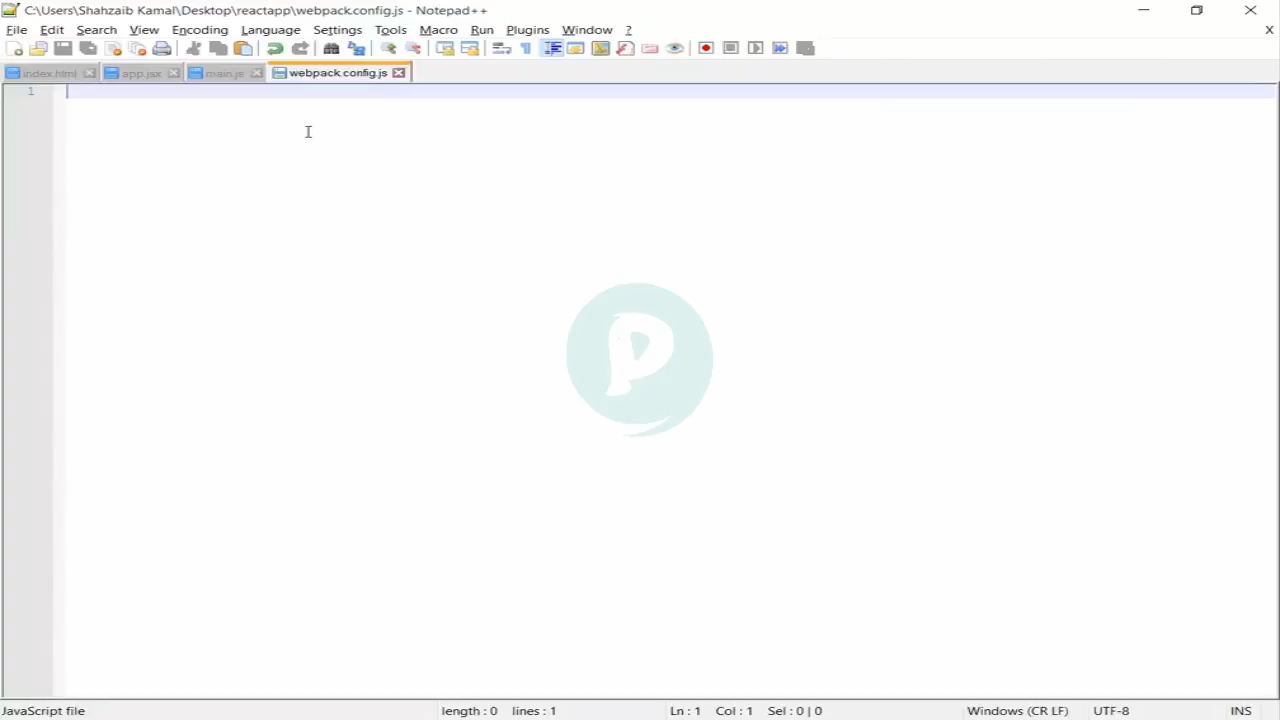 C:\Users\Shahzaib Kamal\Desktop\reactapp\webpack.config.js - Notepad++
File Edit Search View Encoding Language Settings Tools Macro Run Plugins Window ? X
index.html app.jsx main.js webpack.config.js
1
P
JavaScript file length : 0 lines : 1 Ln : 1 Col : 1 Sel : 0 | 0 Windows (CR LF) UTF-8 INS